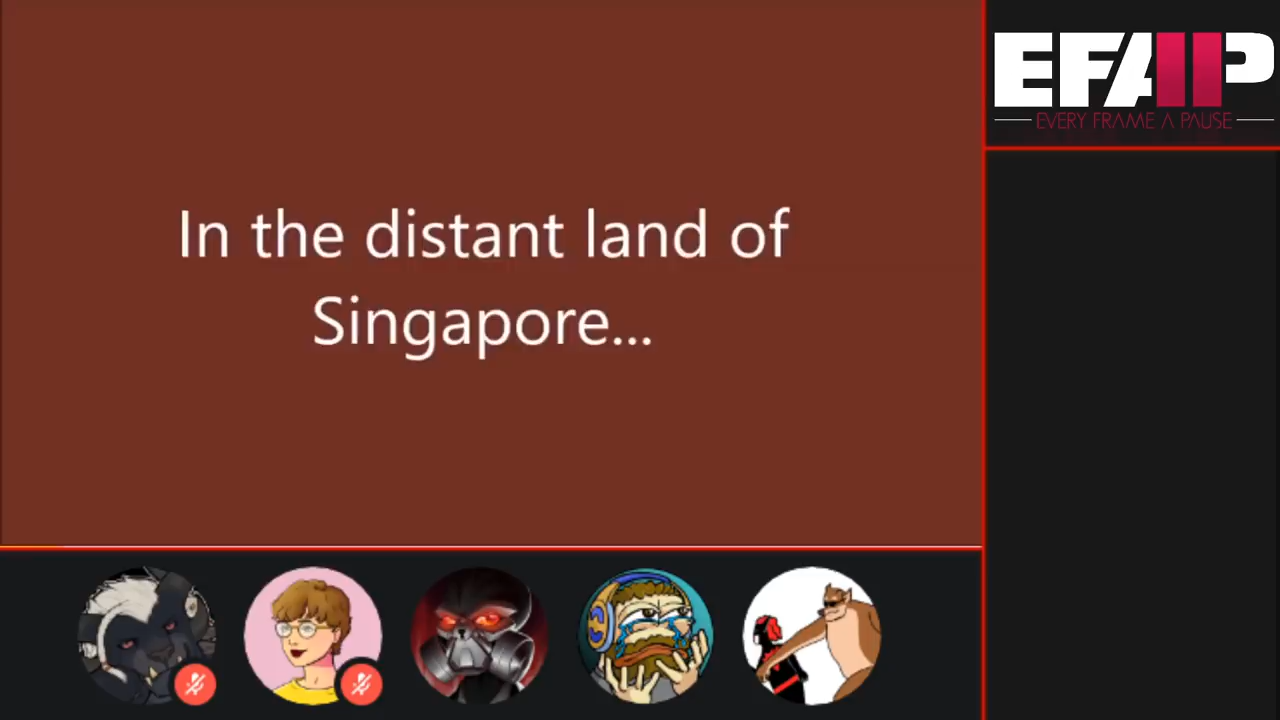 In the distant land of
Singapore...
EFAP
EVERY FRAME A PAUSE